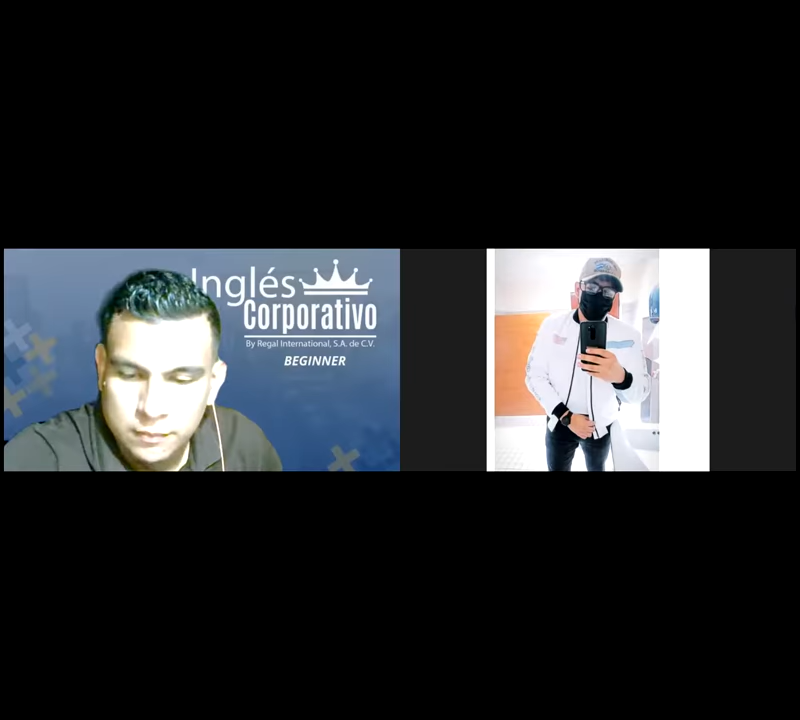 Inglés
Corporativo
By Regal International, S.A. de C.V.
BEGINNER